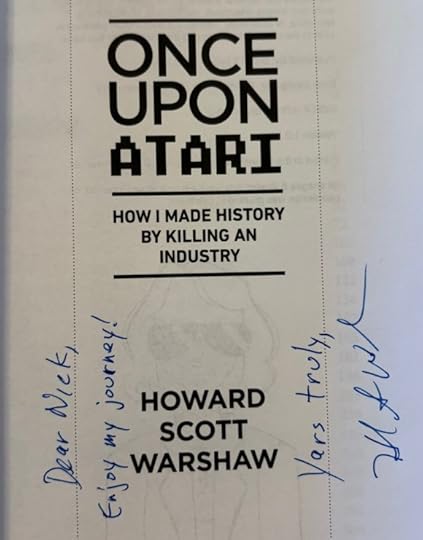 ONCE
UPON
ATARI
HOW I MADE HISTORY
BY KILLING AN
INDUSTRY
HOWARD
SCOTT
WARSHAW
Dear Nick,
Enjoy my journey!
Yars truly,